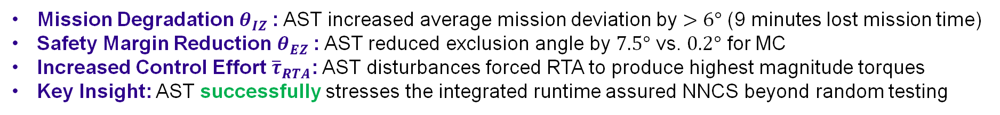 • Mission Degradation θ_IZ : AST increased average mission deviation by > 6° (9 minutes lost mission time)
• Safety Margin Reduction θ_EZ : AST reduced exclusion angle by 7.5° vs. 0.2° for MC
• Increased Control Effort τ̅_RTA: AST disturbances forced RTA to produce highest magnitude torques
• Key Insight: AST successfully stresses the integrated runtime assured NNCS beyond random testing